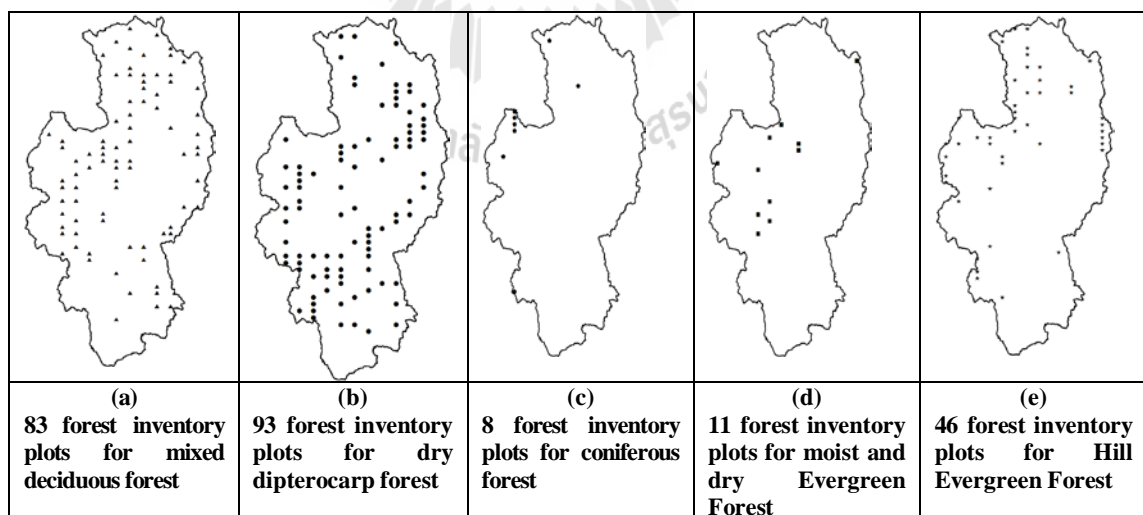 (a)
83 forest inventory
plots for mixed
deciduous forest
(b)
93 forest inventory
plots for dry
dipterocarp forest
(c)
8 forest inventory
plots for coniferous
forest
(d)
11 forest inventory
plots for moist and
dry Evergreen
Forest
(e)
46 forest inventory
plots for Hill
Evergreen Forest